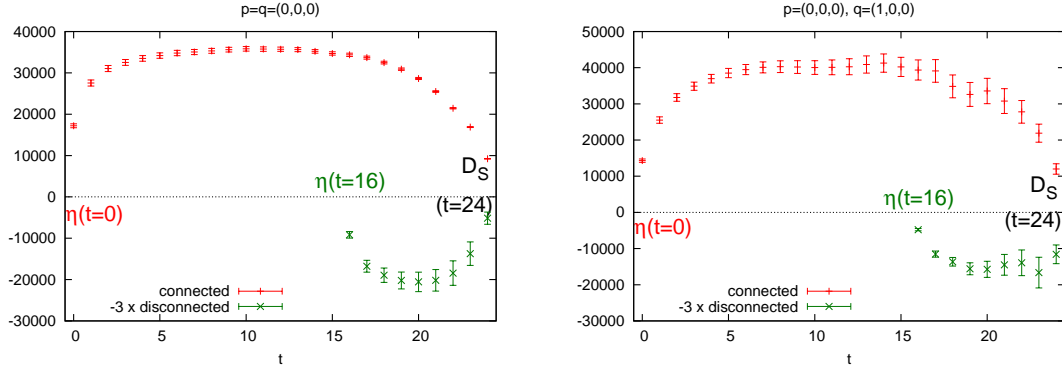 p=q=(0,0,0)
40000
30000
20000
10000
0
-10000
-20000
-30000
0
5
10
15
20
t
η(t=0)
η(t=16)
D_S
(t=24)
connected
-3 x disconnected
p=(0,0,0), q=(1,0,0)
50000
40000
30000
20000
10000
0
-10000
-20000
-30000
0
5
10
15
20
t
η(t=0)
η(t=16)
D_S
(t=24)
connected
-3 x disconnected